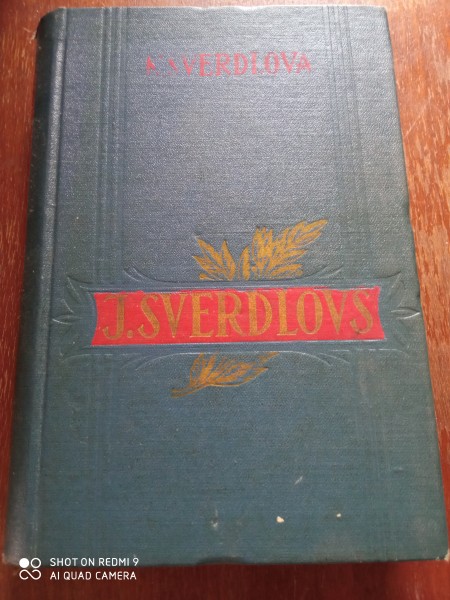 K. SVERDLOVA
J. SVERDLOVS
SHOT ON REDMI 9
AI QUAD CAMERA